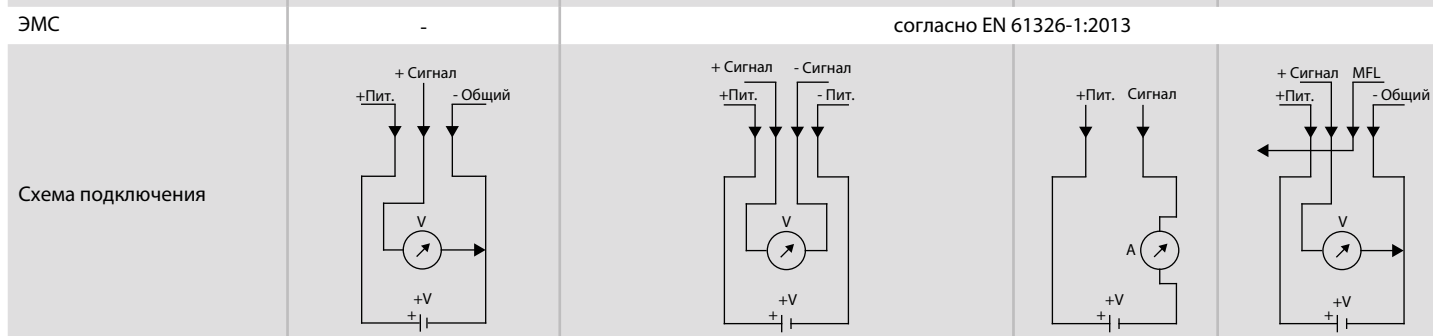 ЭМС
-
согласно EN 61326-1:2013
Схема подключения
+ Сигнал
+Пит.
- Общий
V
+V
+
+ Сигнал - Сигнал
+Пит. - Пит.
V
+V
+
+Пит. Сигнал
A
+V
+
+ Сигнал MFL
+Пит. - Общий
V
+V
+